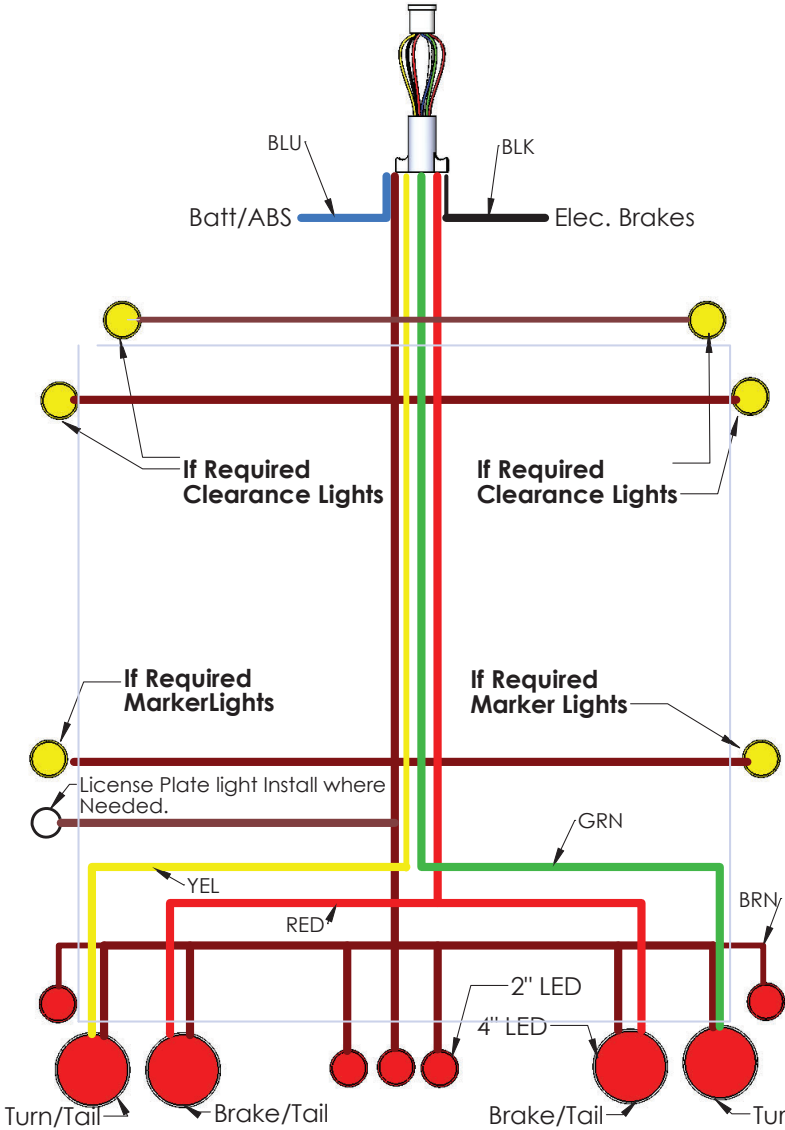 BLU
BLK
Batt/ABS
Elec. Brakes
If Required
Clearance Lights
If Required
Clearance Lights
If Required
MarkerLights
If Required
Marker Lights
License Plate light Install where
Needed.
GRN
YEL
BRN
RED
2" LED
4" LED
Turn/Tail
Brake/Tail
Brake/Tail
Tur